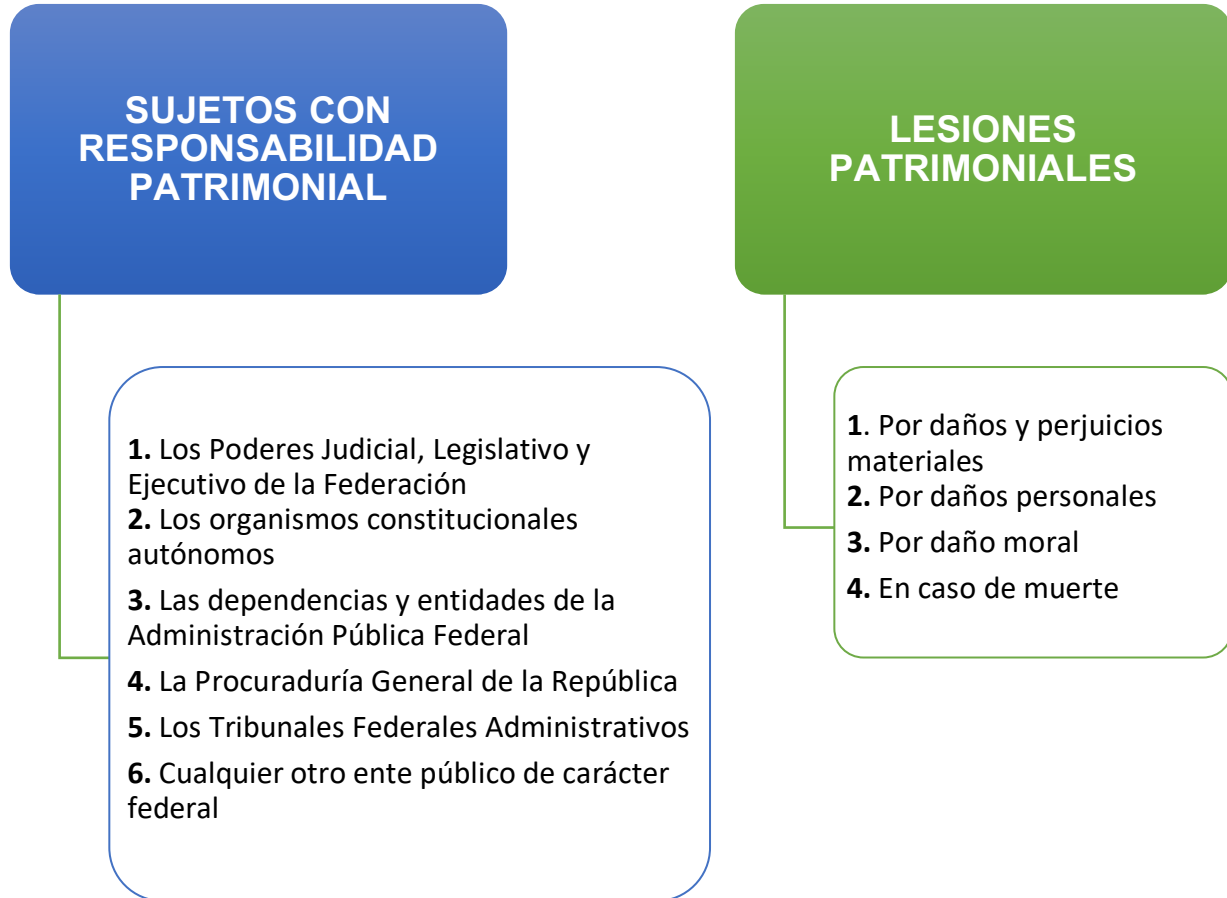 SUJETOS CON
RESPONSABILIDAD
PATRIMONIAL
1. Los Poderes Judicial, Legislativo y
Ejecutivo de la Federación
2. Los organismos constitucionales
autónomos
3. Las dependencias y entidades de la
Administración Pública Federal
4. La Procuraduría General de la República
5. Los Tribunales Federales Administrativos
6. Cualquier otro ente público de carácter
federal
LESIONES
PATRIMONIALES
1. Por daños y perjuicios
materiales
2. Por daños personales
3. Por daño moral
4. En caso de muerte